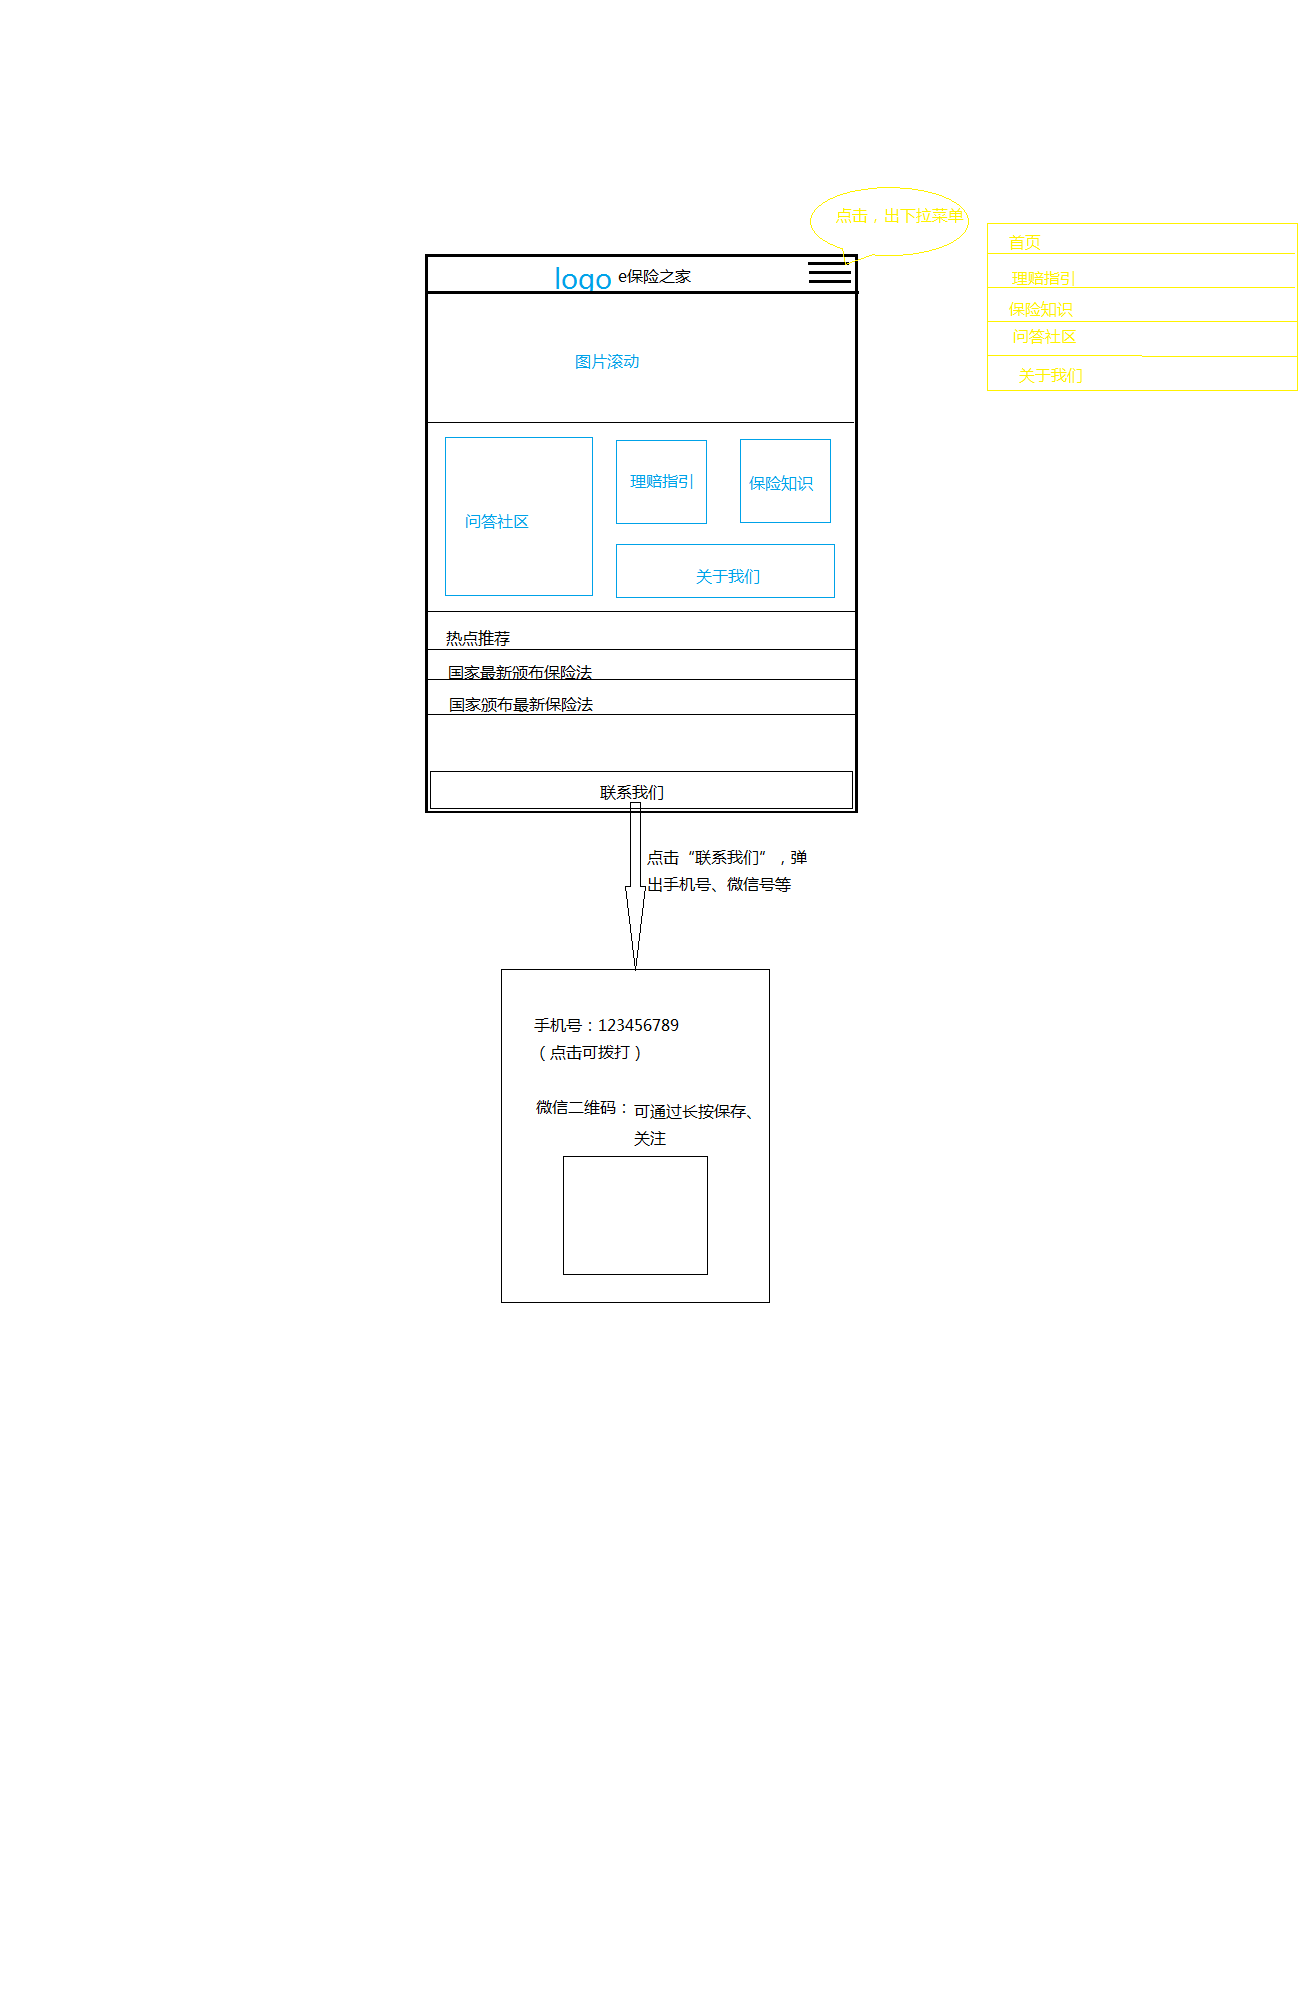 点击，出下拉菜单
首页
理赔指引
保险知识
问答社区
关于我们
logo e保险之家
图片滚动
问答社区
理赔指引
保险知识
关于我们
热点推荐
国家最新颁布保险法
国家颁布最新保险法
联系我们
点击“联系我们”，弹
出手机号、微信号等
手机号：123456789
（点击可拨打）
微信二维码：
可通过长按保存、
关注